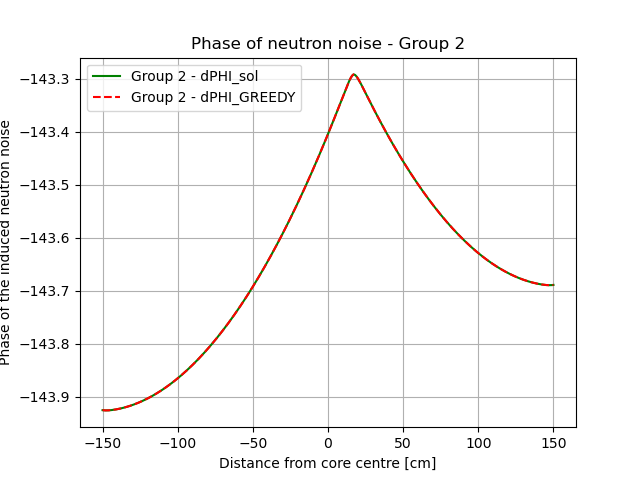 Phase of neutron noise - Group 2
Group 2 - dPHI_sol
Group 2 - dPHI_GREEDY
Phase of the induced neutron noise
−143.3
−143.4
−143.5
−143.6
−143.7
−143.8
−143.9
−150
−100
−50
0
50
100
150
Distance from core centre [cm]